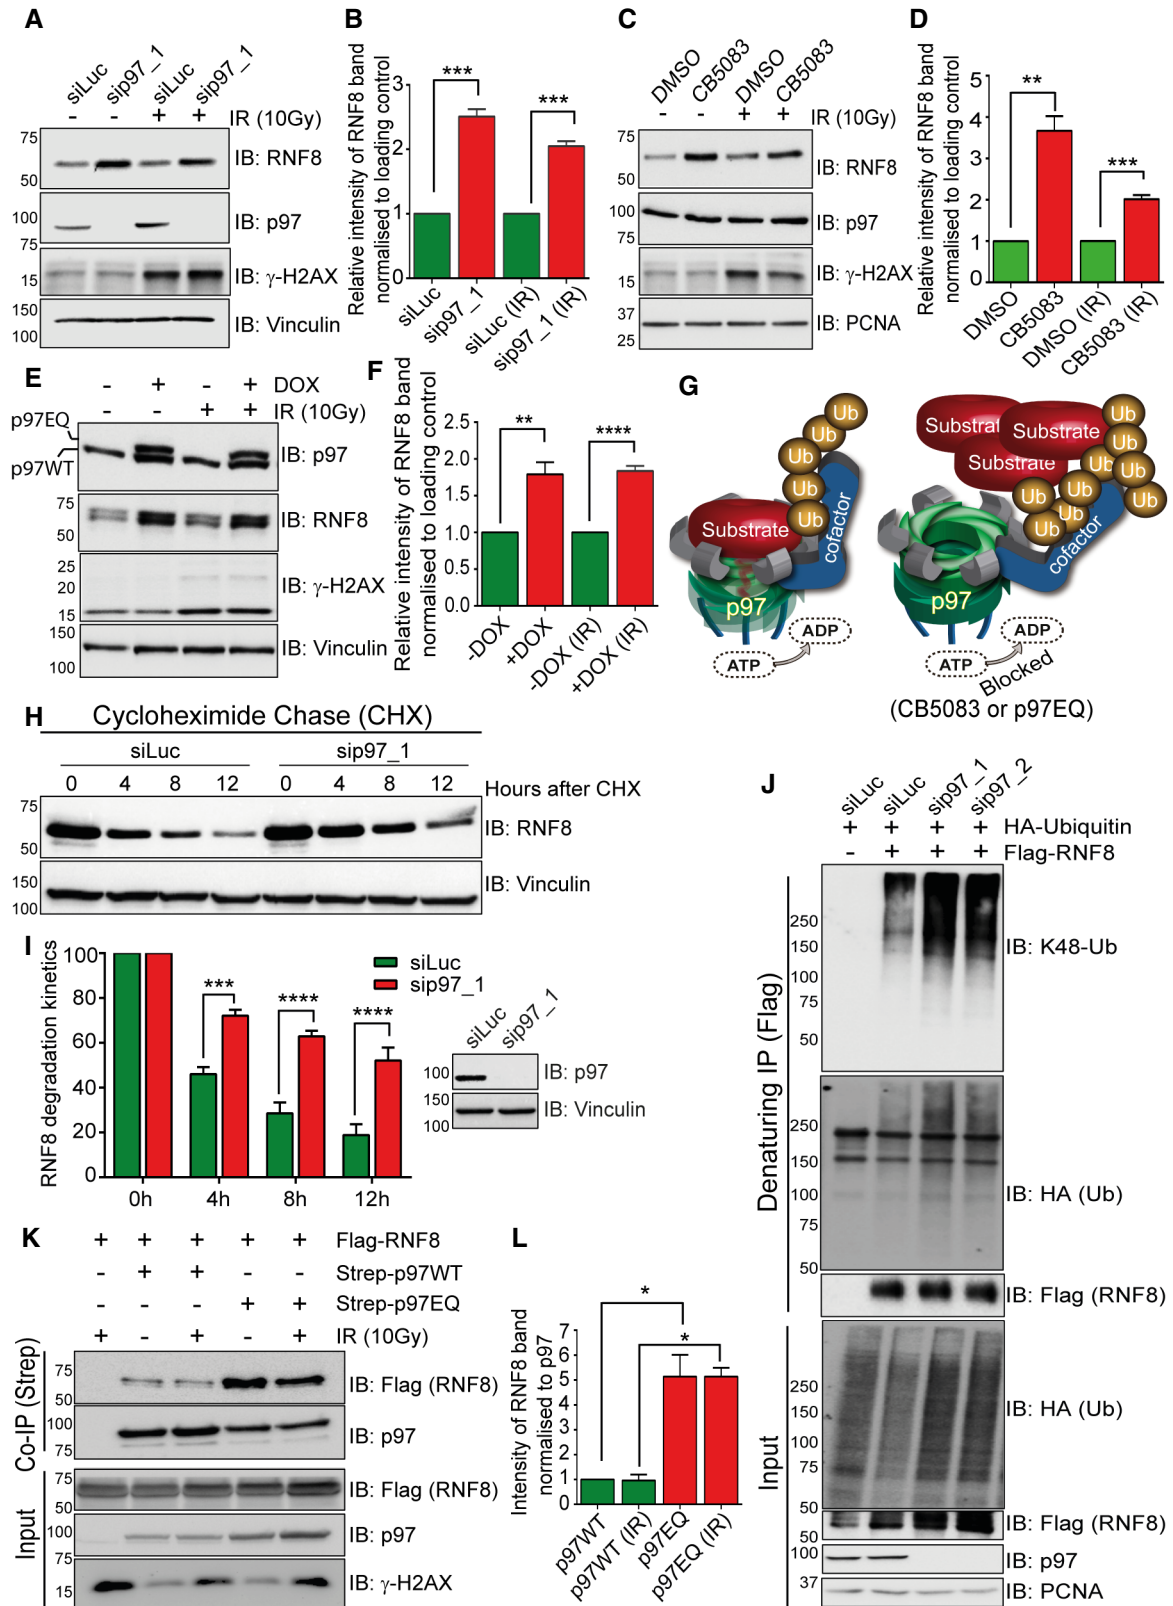 A
siLuc
sip97_1
siLuc
sip97_1
- - + + IR (10Gy)
75
50
IB: RNF8
100
75
IB: p97
15
IB: γ-H2AX
150
100
IB: Vinculin
B
Relative intensity of RNF8 band
normalised to loading control
3
2
1
0
***
***
siLuc
sip97_1
siLuc (IR)
sip97_1 (IR)
C
DMSO
CB5083
DMSO
CB5083
- - + + IR (10Gy)
75
50
IB: RNF8
100
75
IB: p97
15
IB: γ-H2AX
37
25
IB: PCNA
D
Relative intensity of RNF8 band
normalised to loading control
5
4
3
2
1
0
**
***
DMSO
CB5083
DMSO (IR)
CB5083 (IR)
E
- + - + DOX
- - + + IR (10Gy)
p97EQ
p97WT
IB: p97
75
50
IB: RNF8
25
20
15
IB: γ-H2AX
150
100
IB: Vinculin
F
Relative intensity of RNF8 band
normalised to loading control
2.5
2.0
1.5
1.0
0.5
0.0
**
****
-DOX
+DOX
-DOX (IR)
+DOX (IR)
G
Ub
Ub
Ub
Ub
Ub
Substrate
cofactor
p97
ATP
ADP
Substrat
Substrate
Substrate
Ub
Ub
Ub
Ub
Ub
Ub
Ub
Ub
Ub
cofactor
p97
ATP
ADP
Blocked
(CB5083 or p97EQ)
H
Cycloheximide Chase (CHX)
siLuc sip97_1
0 4 8 12 0 4 8 12 Hours after CHX
75
50
IB: RNF8
150
100
IB: Vinculin
I
RNF8 degradation kinetics
100
80
60
40
20
0
***
****
****
siLuc
sip97_1
0h 4h 8h 12h
siLuc
sip97_1
100
IB: p97
150
100
IB: Vinculin
J
siLuc
siLuc
sip97_1
sip97_2
+ + + + HA-Ubiquitin
- + + + Flag-RNF8
Denaturing IP (Flag)
250
150
100
75
50
IB: K48-Ub
250
150
100
75
50
IB: HA (Ub)
IB: Flag (RNF8)
Input
250
150
100
75
50
IB: HA (Ub)
50
IB: Flag (RNF8)
100
IB: p97
37
IB: PCNA
K
+ + + + + Flag-RNF8
- + + - - Strep-p97WT
- - - + + Strep-p97EQ
+ - + - + IR (10Gy)
Co-IP (Strep)
75
50
IB: Flag (RNF8)
100
75
IB: p97
Input
75
50
IB: Flag (RNF8)
100
IB: p97
15
IB: γ-H2AX
L
Intensity of RNF8 band
normalised to p97
7
6
5
4
3
2
1
0
*
*
p97WT
p97WT (IR)
p97EQ
p97EQ (IR)